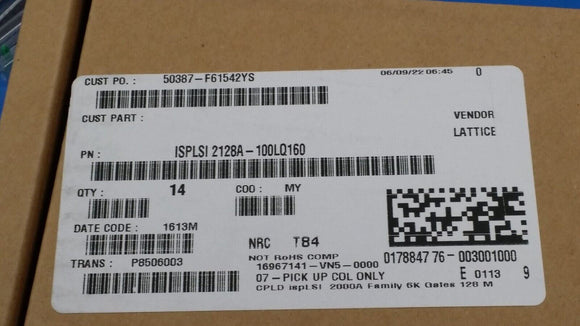 CUST PO. : 50387-F61542YS 06/09/22 06:45 0
CUST PART :
VENDOR
LATTICE
PN : ISPLSI 2128A-100LQ160
QTY : 14 COO : MY
DATE CODE : 1613M
NRC T84
TRANS : P8506003
NOT RoHS COMP
16967141-VN5-0000
07-PICK UP COL ONLY
CPLD ispLSI 2000A Family 6K Gates 128 M
01788476 76-003001000
E 0113 9